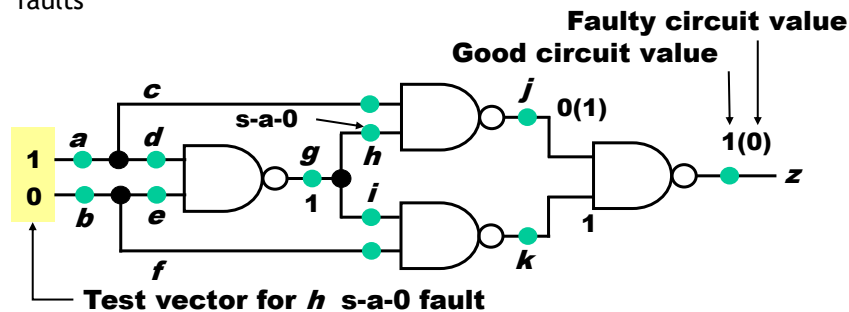 faults
Faulty circuit value
Good circuit value
c
j
0(1)
s-a-0
1(0)
a
d
g
h
1
z
0
b
e
1
i
1
k
f
Test vector for h s-a-0 fault